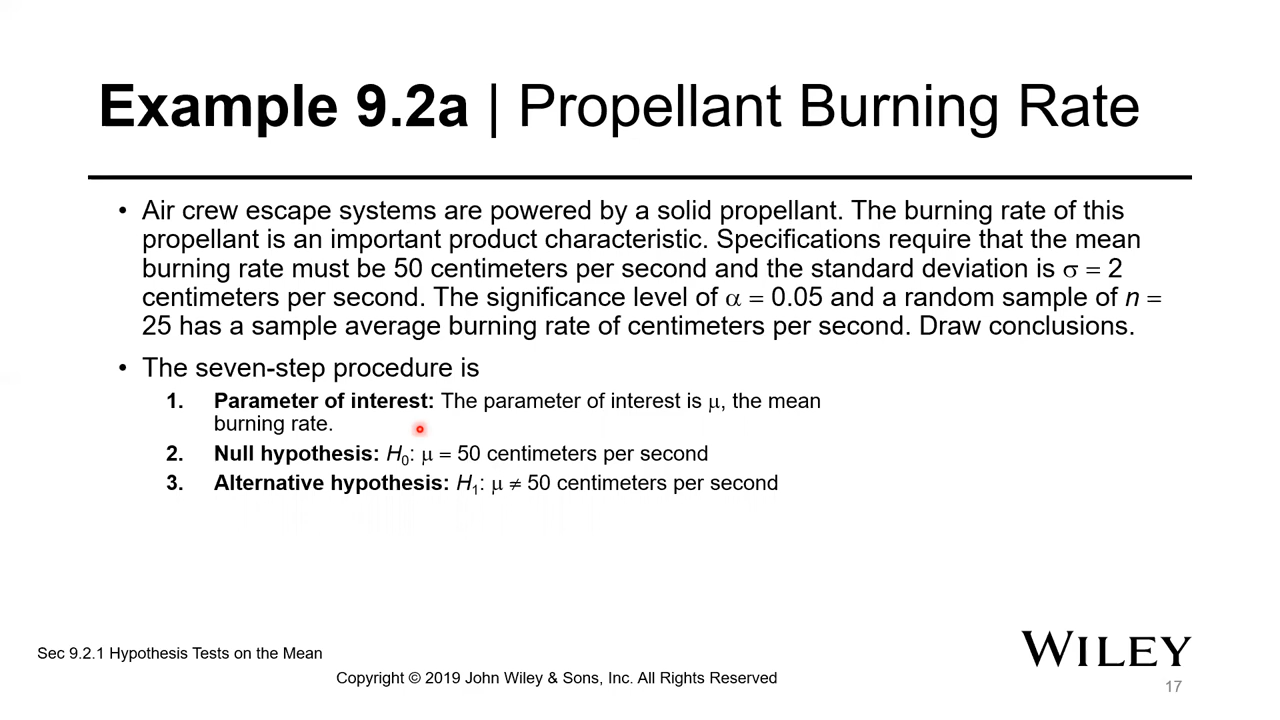 Example 9.2a | Propellant Burning Rate
• Air crew escape systems are powered by a solid propellant. The burning rate of this
propellant is an important product characteristic. Specifications require that the mean
burning rate must be 50 centimeters per second and the standard deviation is σ = 2
centimeters per second. The significance level of α = 0.05 and a random sample of n =
25 has a sample average burning rate of centimeters per second. Draw conclusions.
• The seven-step procedure is
1. Parameter of interest: The parameter of interest is μ, the mean
burning rate.
2. Null hypothesis: H₀: μ = 50 centimeters per second
3. Alternative hypothesis: H₁: μ ≠ 50 centimeters per second
Sec 9.2.1 Hypothesis Tests on the Mean
WILEY
Copyright © 2019 John Wiley & Sons, Inc. All Rights Reserved
17